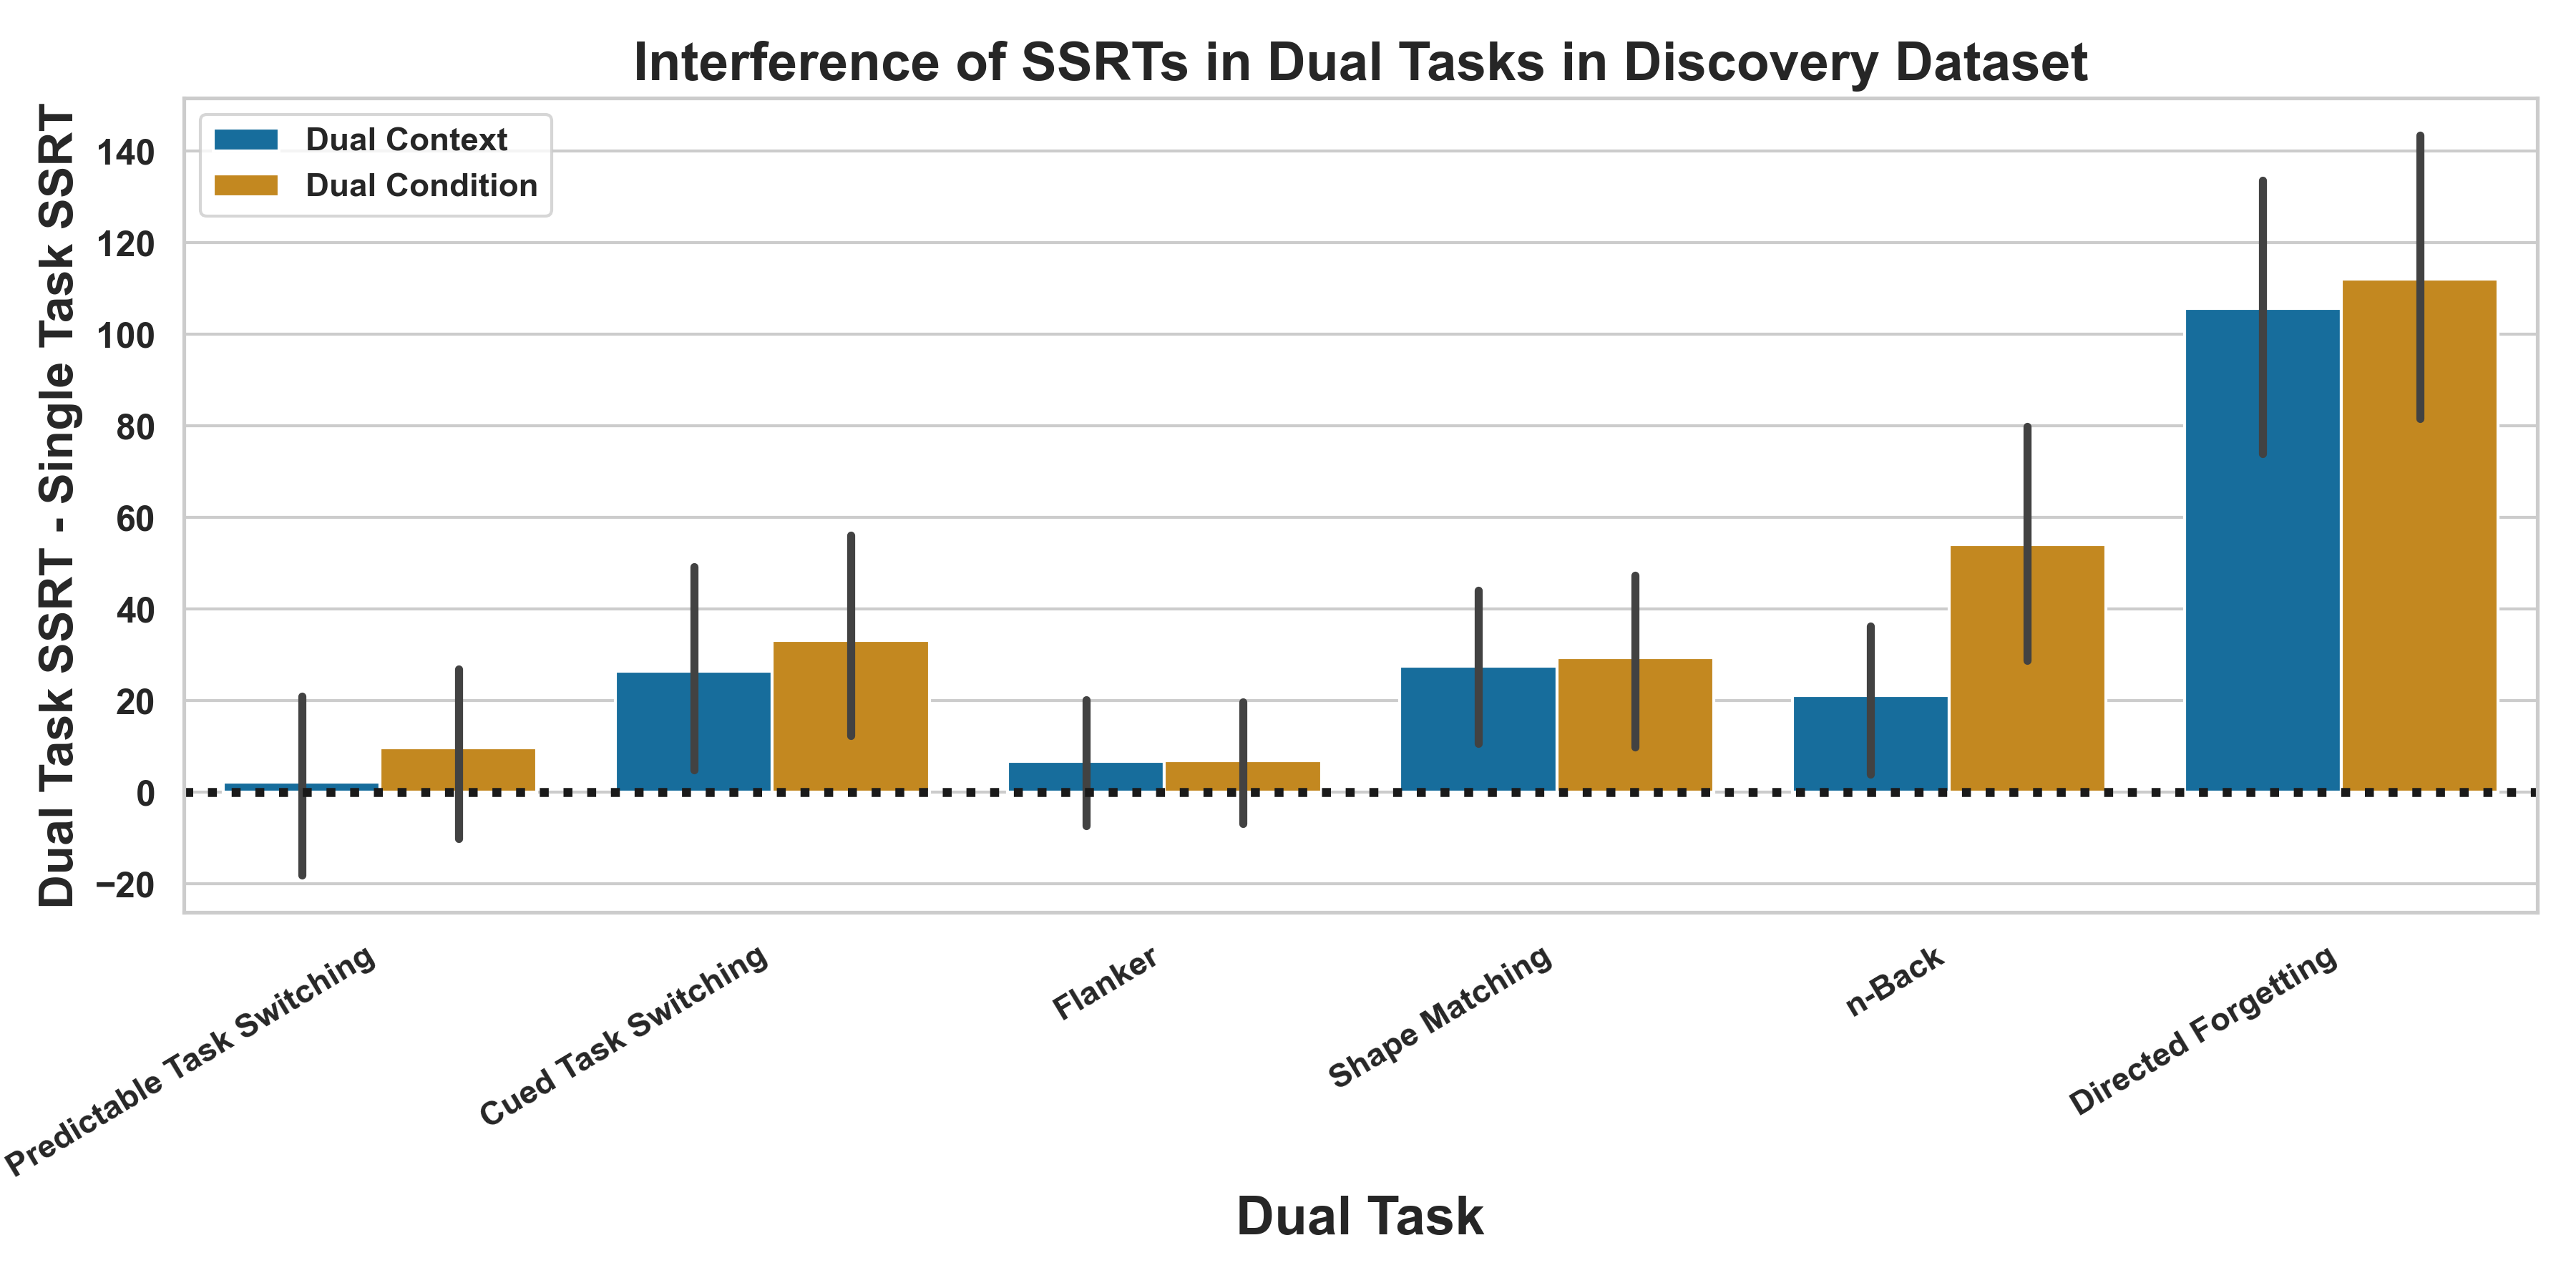 Interference of SSRTs in Dual Tasks in Discovery Dataset
Dual Task SSRT - Single Task SSRT
140
120
100
80
60
40
20
0
−20
Dual Context
Dual Condition
Predictable Task Switching
Cued Task Switching
Flanker
Shape Matching
n-Back
Directed Forgetting
Dual Task